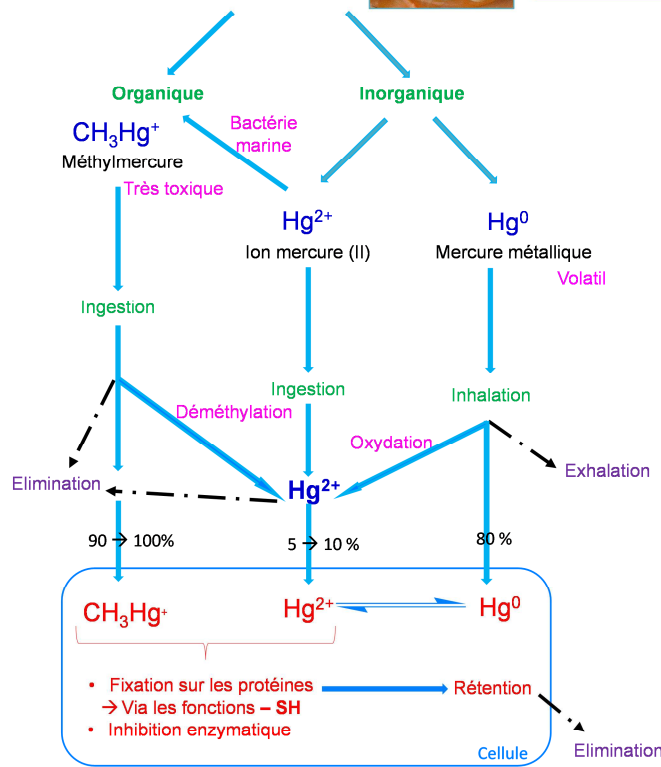 Organique
Inorganique
CH₃Hg⁺
Bactérie
marine
Méthylmercure
Très toxique
Hg²⁺
Hg⁰
Ion mercure (II)
Mercure métallique
Volatil
Ingestion
Ingestion
Inhalation
Déméthylation
Oxydation
Elimination
Hg²⁺
Exhalation
90 → 100%
5 → 10 %
80 %
CH₃Hg⁺
Hg²⁺
Hg⁰
• Fixation sur les protéines
→ Via les fonctions – SH
• Inhibition enzymatique
Rétention
Cellule
Elimination